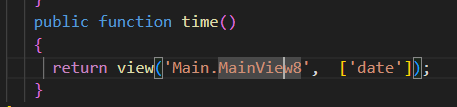 }
public function time()
{
return view('Main.MainView8', ['date']);
}